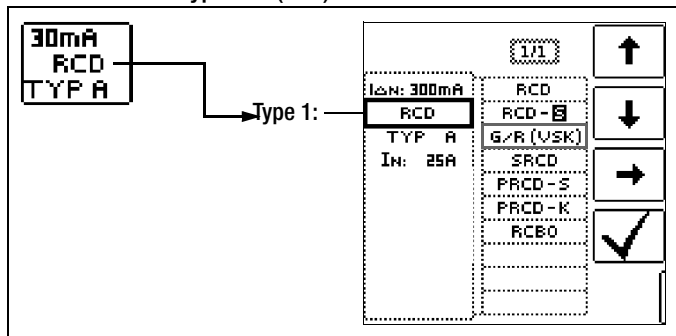 30mA
RCD
TYP A
Type 1:
1/1
I∆N: 300mA
RCD
TYP A
IN: 25A
RCD
RCD-S
G/R (VSK)
SRCD
PRCD-S
PRCD-K
RCBO